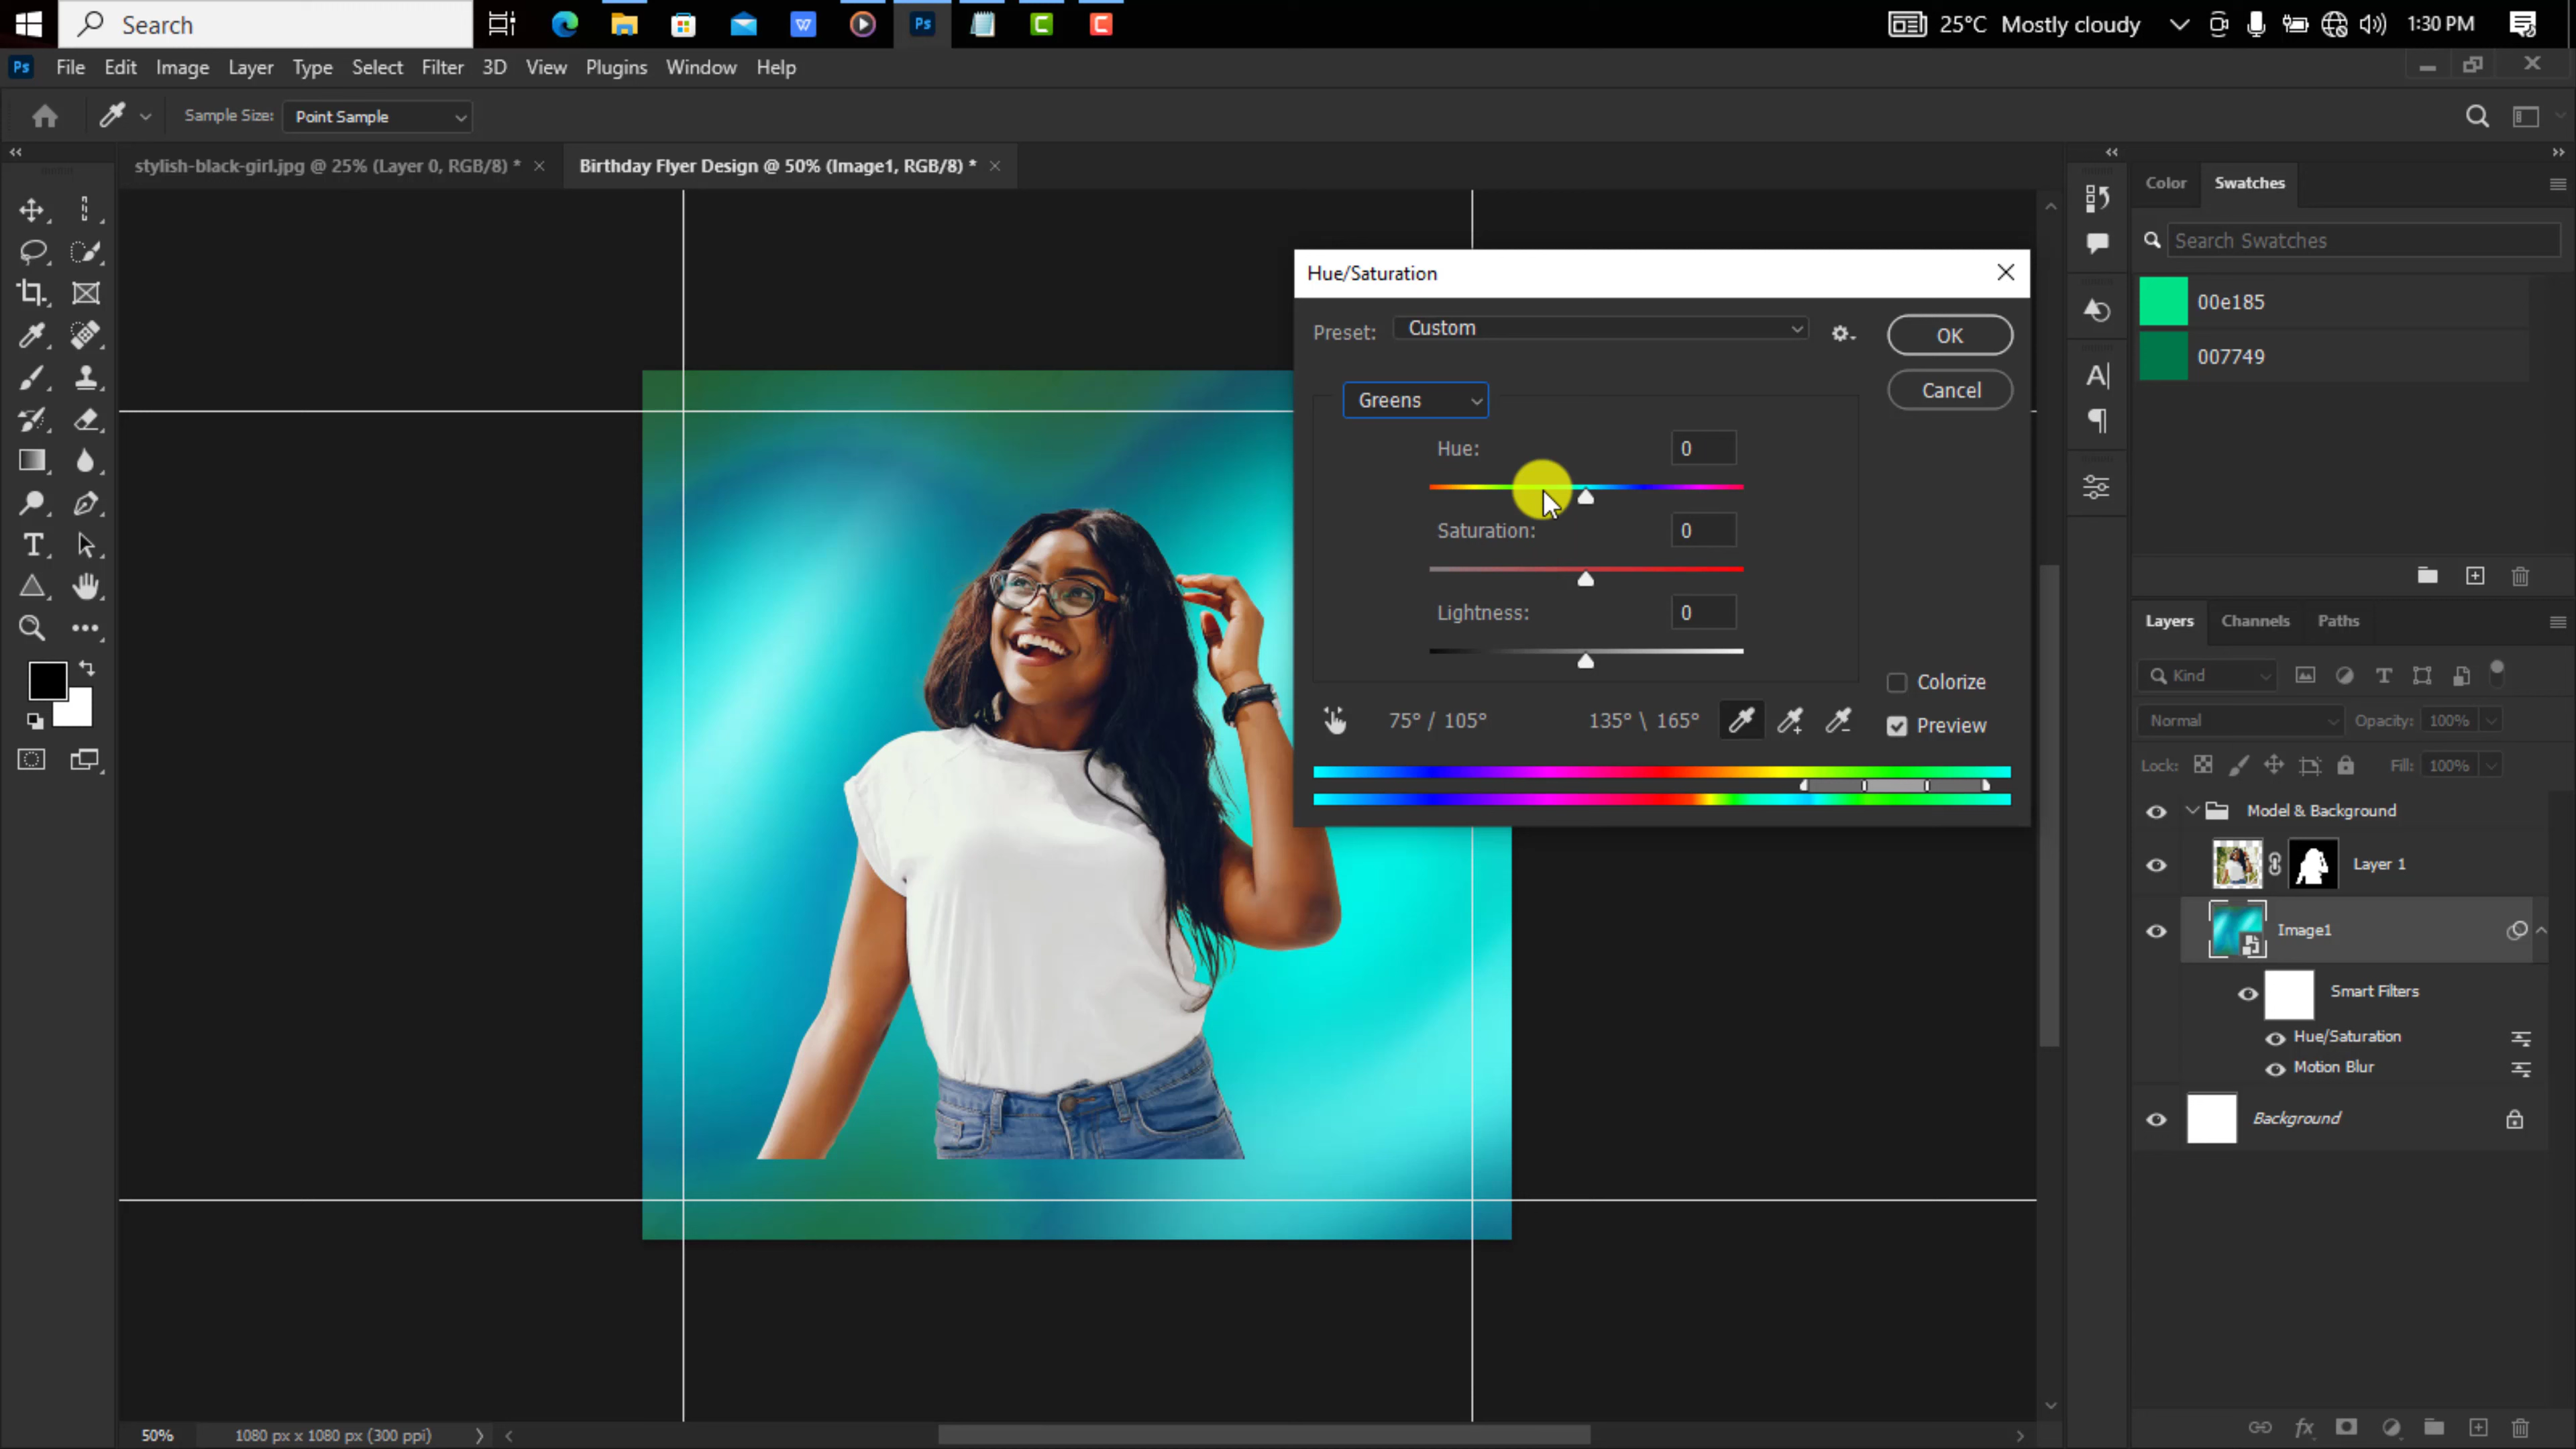 Search
25°C Mostly cloudy
1:30 PM
Ps File Edit Image Layer Type Select Filter 3D View Plugins Window Help
Sample Size: Point Sample
stylish-black-girl.jpg @ 25% (Layer 0, RGB/8) *
Birthday Flyer Design @ 50% (Image1, RGB/8) *
Color Swatches
Search Swatches
00e185
007749
Hue/Saturation
Preset: Custom
OK
Greens
Cancel
Hue: 0
Saturation: 0
Lightness: 0
Colorize
75° / 105° 135° \ 165°
Preview
Layers Channels Paths
Kind
Normal Opacity: 100%
Lock: Fill: 100%
Model & Background
Layer 1
Image1
Smart Filters
Hue/Saturation
Motion Blur
Background
50% 1080 px x 1080 px (300 ppi)